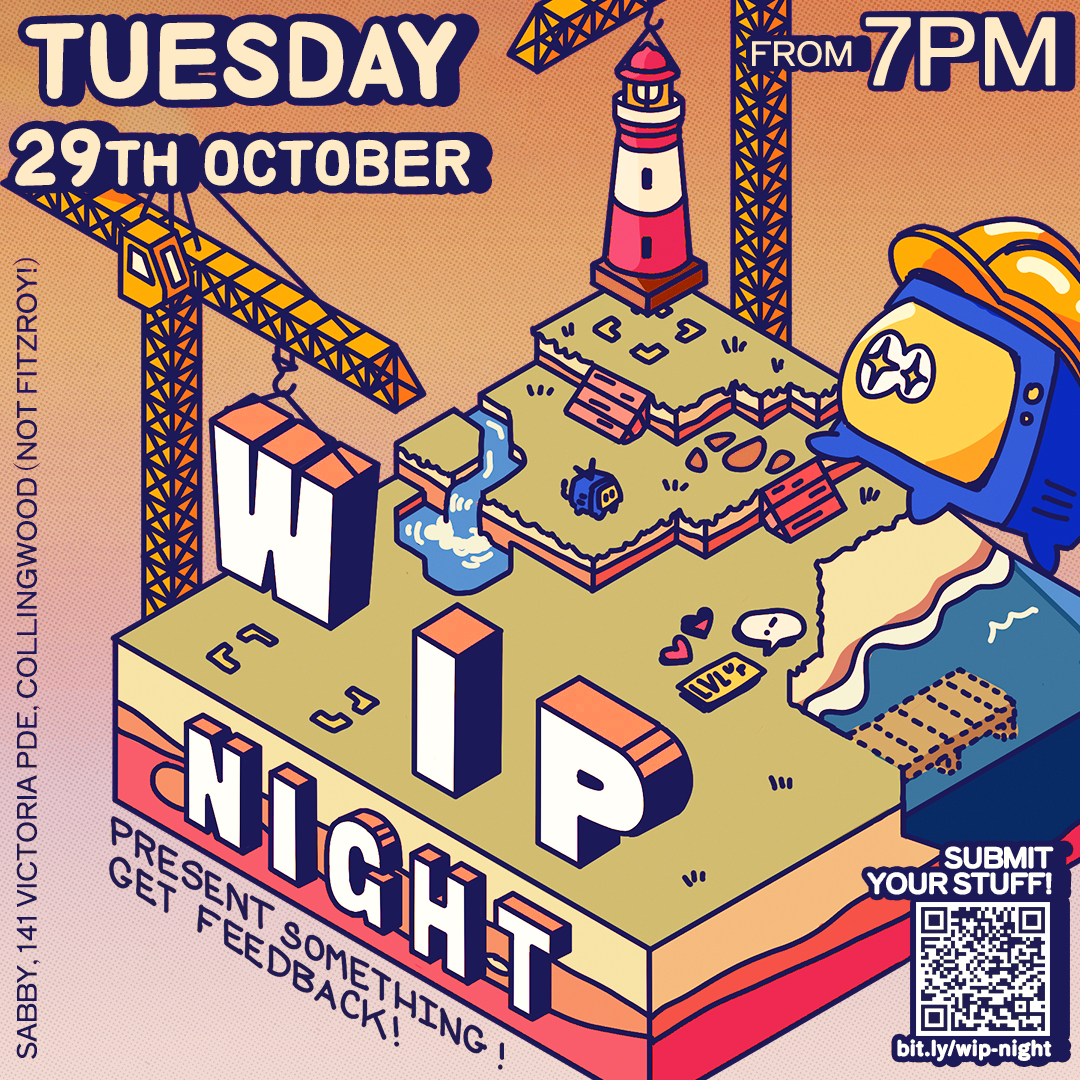 TUESDAY
29TH OCTOBER
FROM 7PM
SABBY, 141 VICTORIA PDE, COLLINGWOOD (NOT FITZROY!)
W
I
P
NIGHT
LVL UP
!
PRESENT SOMETHING !
GET FEEDBACK!
SUBMIT
YOUR STUFF!
bit.ly/wip-night